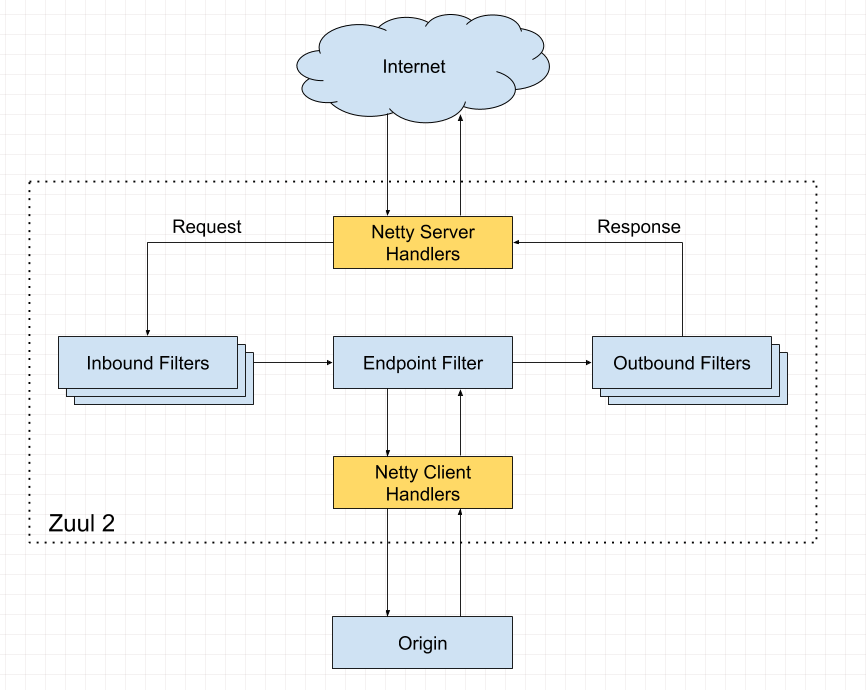 Internet
Request
Netty Server
Handlers
Response
Inbound Filters
Endpoint Filter
Outbound Filters
Netty Client
Handlers
Zuul 2
Origin